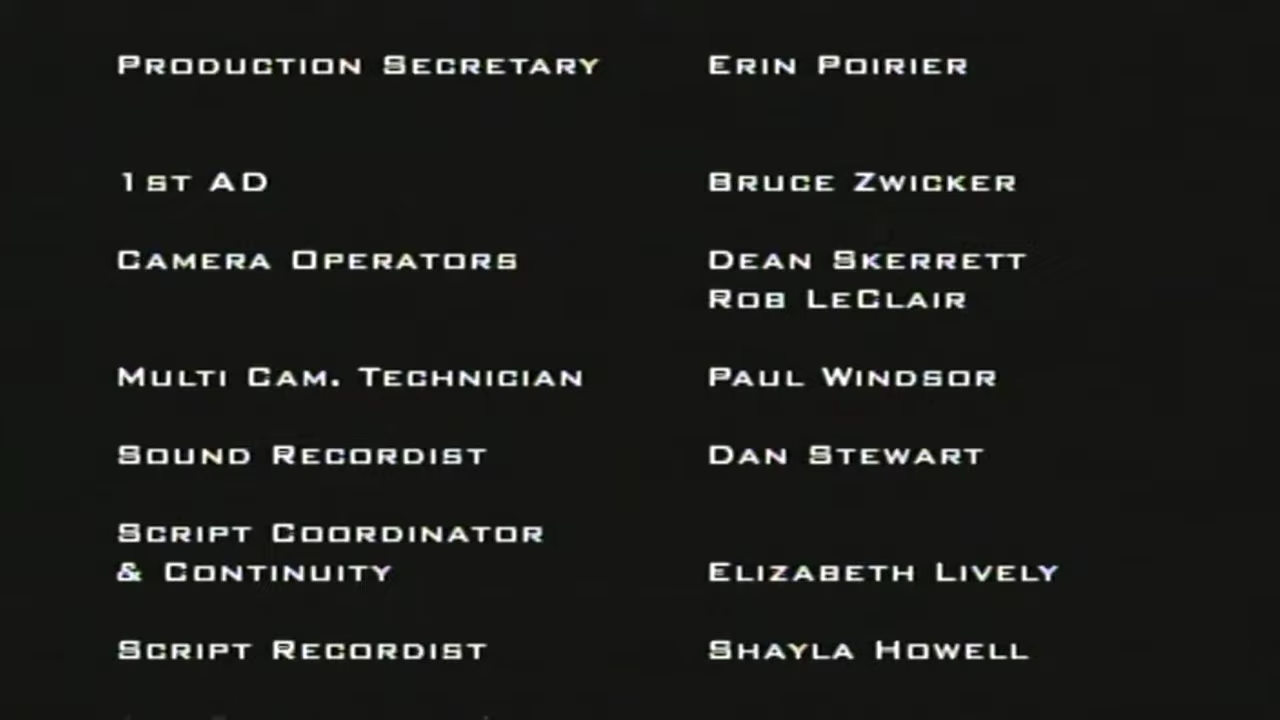 Production Secretary Erin Poirier
1st AD Bruce Zwicker
Camera Operators Dean Skerrett
Rob LeClair
Multi Cam. Technician Paul Windsor
Sound Recordist Dan Stewart
Script Coordinator
& Continuity Elizabeth Lively
Script Recordist Shayla Howell